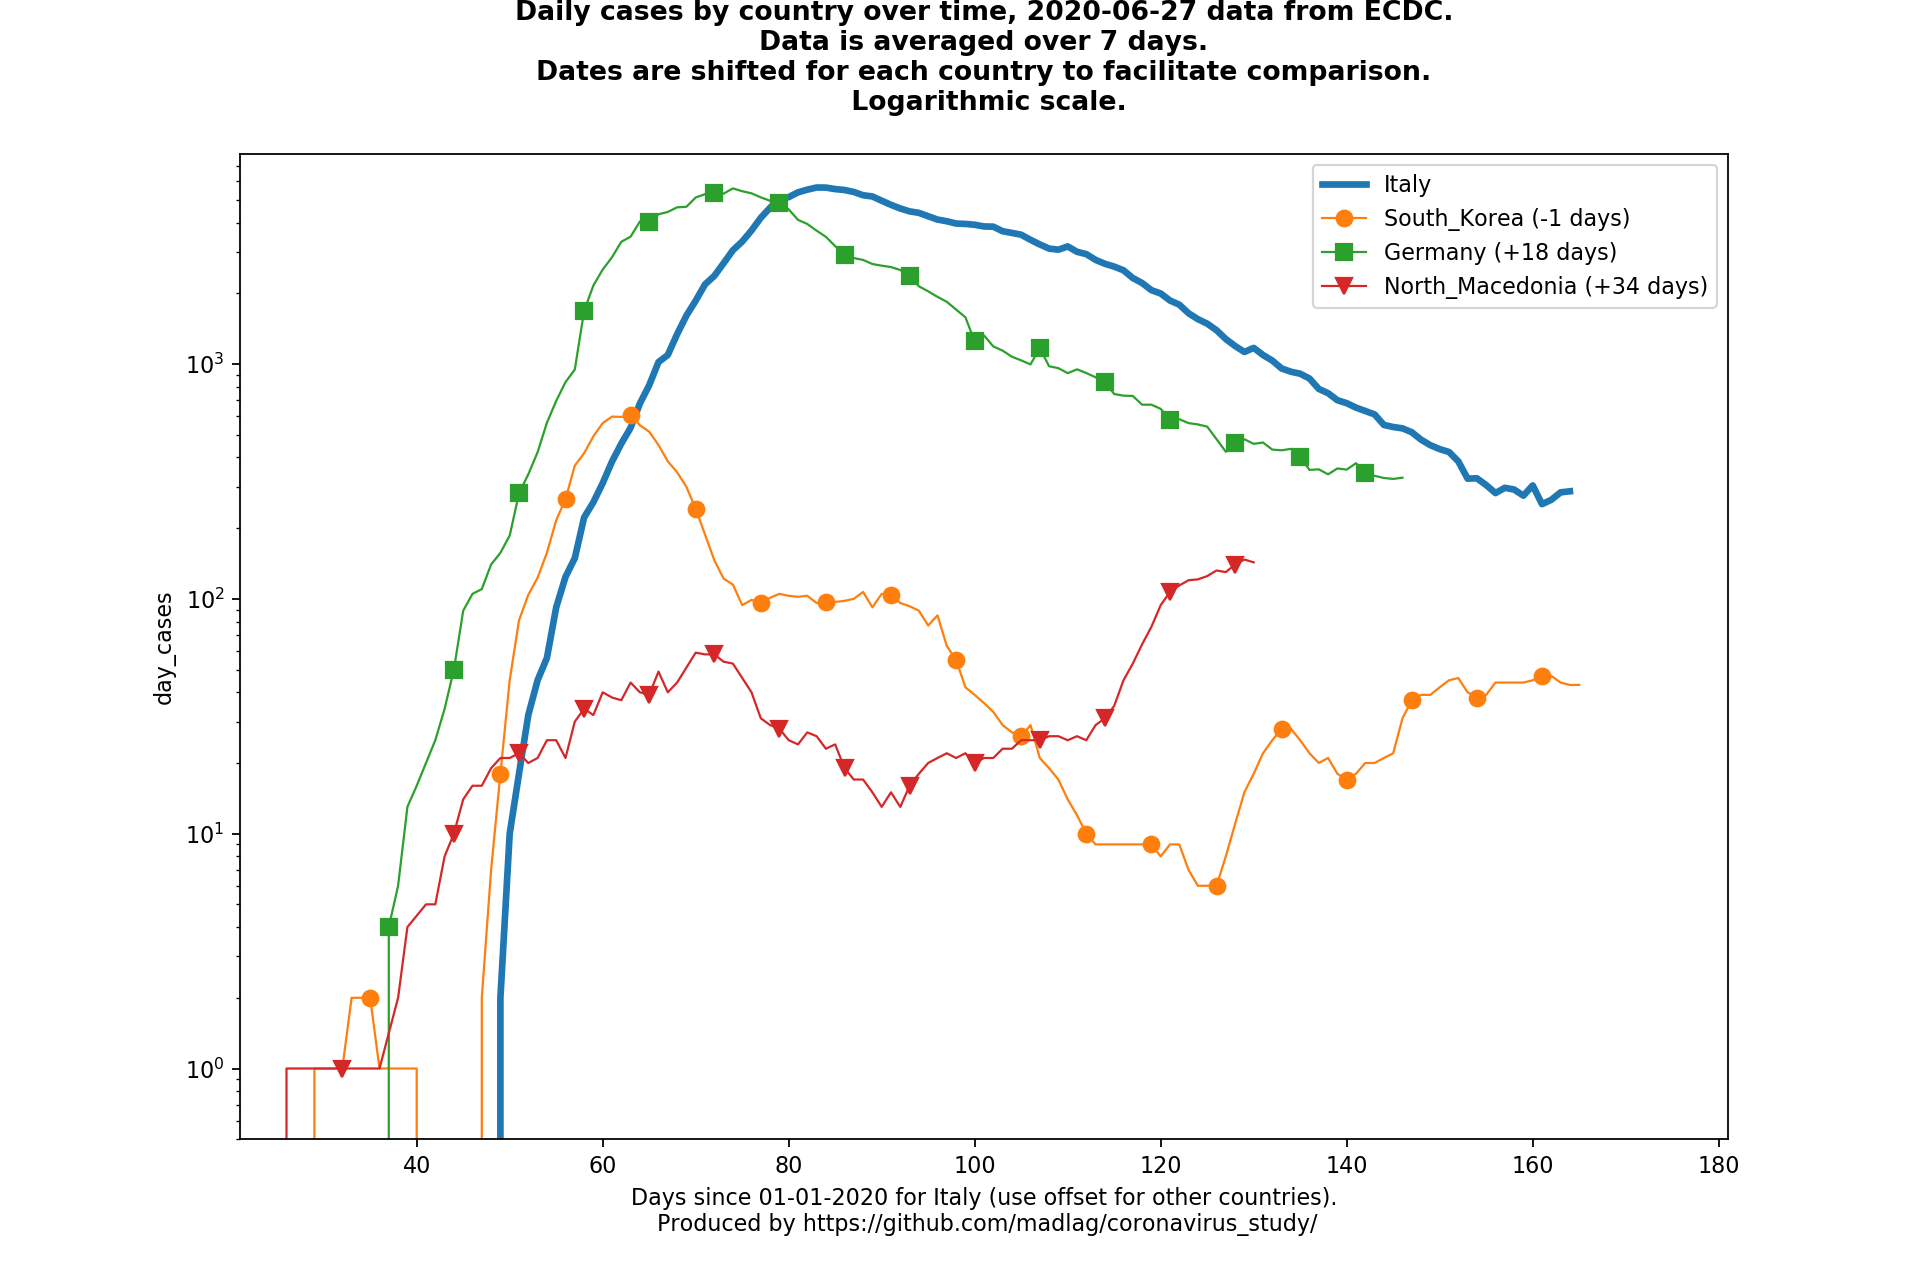 Daily cases by country over time, 2020-06-27 data from ECDC.
Data is averaged over 7 days.
Dates are shifted for each country to facilitate comparison.
Logarithmic scale.
Italy
South_Korea (-1 days)
Germany (+18 days)
North_Macedonia (+34 days)
day_cases
10³
10²
10¹
10⁰
40 60 80 100 120 140 160 180
Days since 01-01-2020 for Italy (use offset for other countries).
Produced by https://github.com/madlag/coronavirus_study/